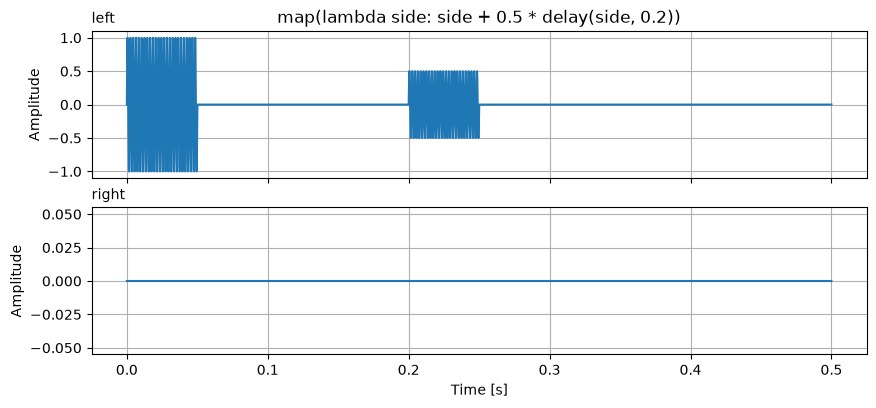 left
map(lambda side: side + 0.5 * delay(side, 0.2))
1.0
0.5
0.0
−0.5
−1.0
Amplitude
right
0.050
0.025
0.000
−0.025
−0.050
Amplitude
0.0 0.1 0.2 0.3 0.4 0.5
Time [s]